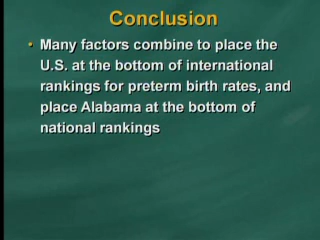 Conclusion
• Many factors combine to place the
U.S. at the bottom of international
rankings for preterm birth rates, and
place Alabama at the bottom of
national rankings